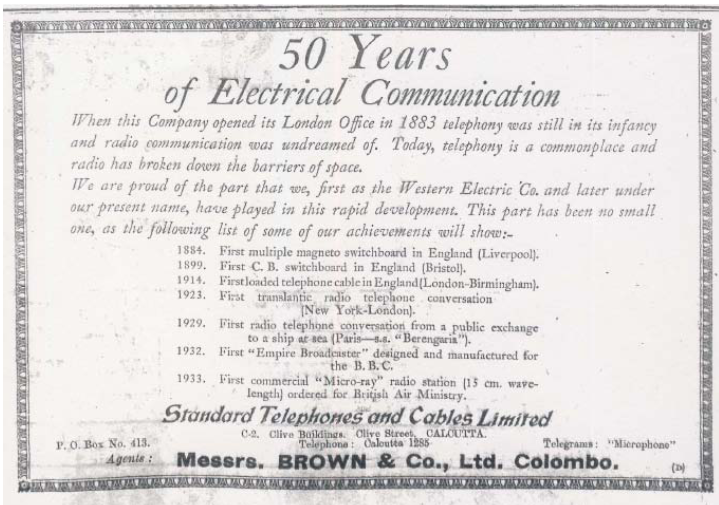 50 Years
of Electrical Communication
When this Company opened its London Office in 1883 telephony was still in its infancy
and radio communication was undreamed of. Today, telephony is a commonplace and
radio has broken down the barriers of space.
We are proud of the part that we, first as the Western Electric Co. and later under
our present name, have played in this rapid development. This part has been no small
one, as the following list of some of our achievements will show:-
1884. First multiple magneto switchboard in England (Liverpool).
1899. First C. B. switchboard in England (Bristol).
1914. First loaded telephone cable in England (London-Birmingham).
1923. First translantic radio telephone conversation
(New York-London).
1929. First radio telephone conversation from a public exchange
to a ship at sea (Paris—s.s. "Berengaria").
1932. First "Empire Broadcaster" designed and manufactured for
the B. B. C.
1933. First commercial "Micro-ray" radio station (15 cm. wave-
length) ordered for British Air Ministry.
Standard Telephones and Cables Limited
C-2, Clive Buildings, Clive Street, CALCUTTA.
P. O. Box No. 413. Telephone: Calcutta 1285 Telegrams: "Microphone"
Agents: Messrs. BROWN & Co., Ltd. Colombo.